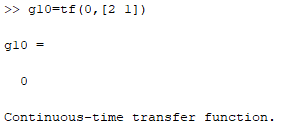 >> g10=tf(0,[2 1])
g10 =
0
Continuous-time transfer function.